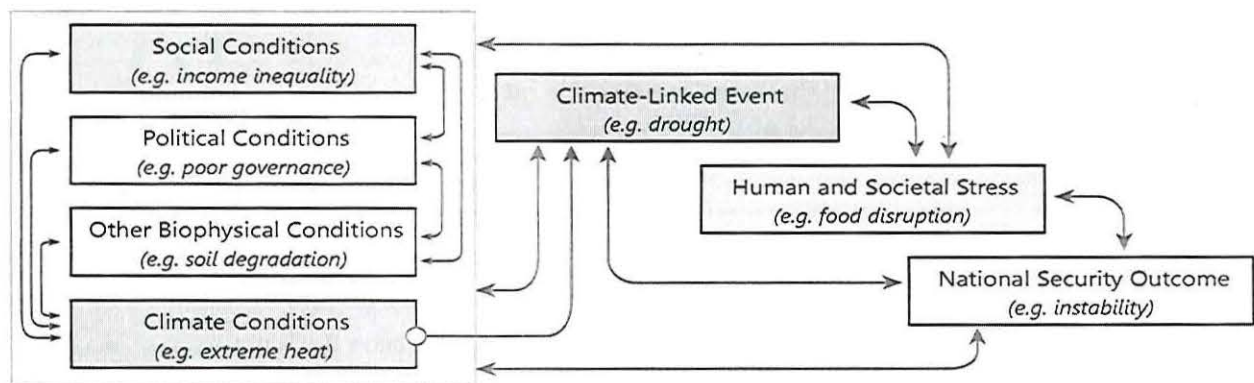 Social Conditions
(e.g. income inequality)
Political Conditions
(e.g. poor governance)
Other Biophysical Conditions
(e.g. soil degradation)
Climate Conditions
(e.g. extreme heat)
Climate-Linked Event
(e.g. drought)
Human and Societal Stress
(e.g. food disruption)
National Security Outcome
(e.g. instability)